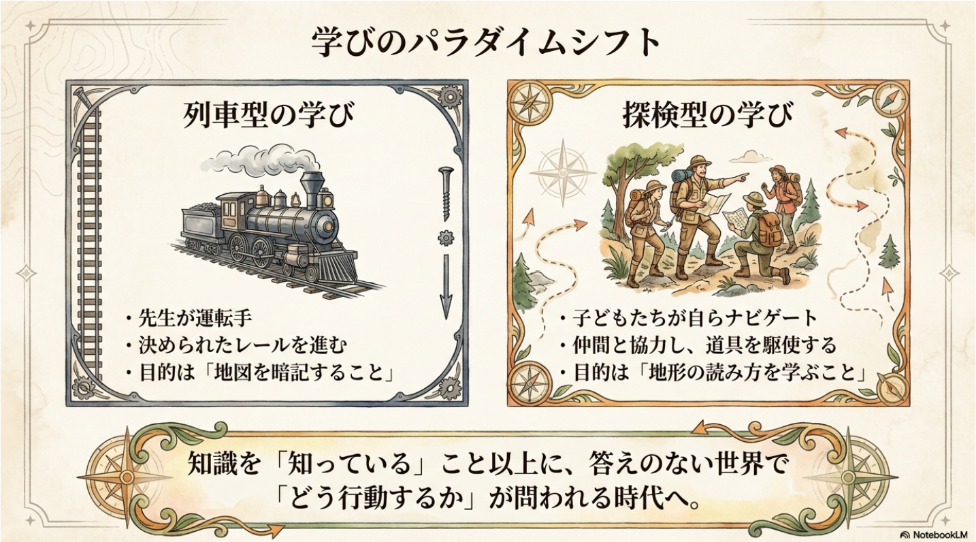 学びのパラダイムシフト
列車型の学び
・先生が運転手
・決められたレールを進む
・目的は「地図を暗記すること」
探検型の学び
・子どもたちが自らナビゲート
・仲間と協力し、道具を駆使する
・目的は「地形の読み方を学ぶこと」
知識を「知っている」こと以上に、答えのない世界で
「どう行動するか」が問われる時代へ。
NotebookLM